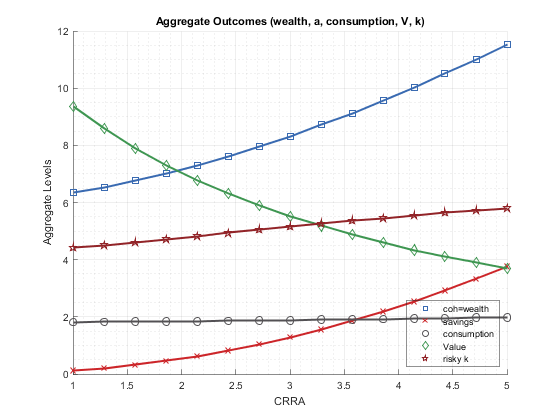 Aggregate Outcomes (wealth, a, consumption, V, k)
12
10
8
6
4
2
0
Aggregate Levels
1
1.5
2
2.5
3
3.5
4
4.5
5
CRRA
coh=wealth
savings
consumption
Value
risky k